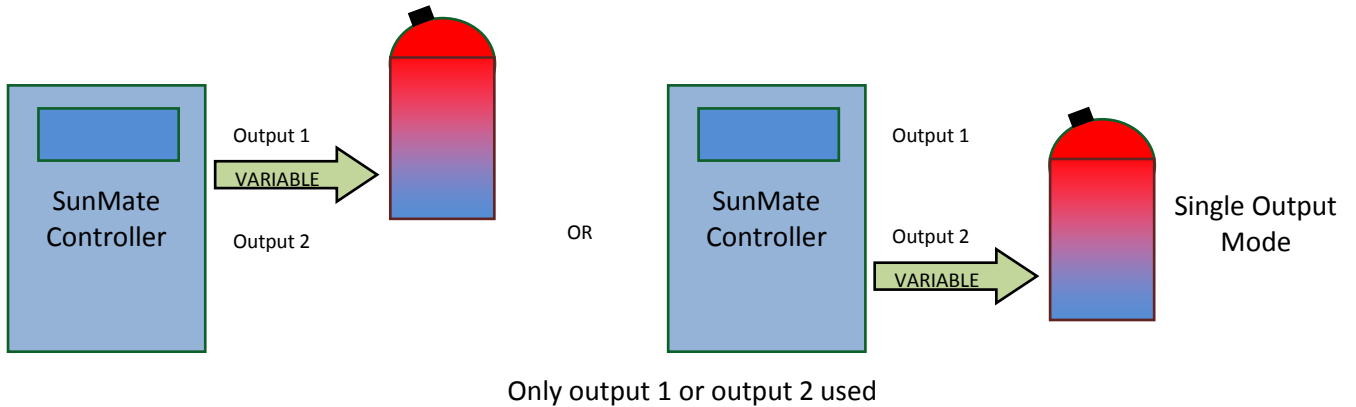 Output 1
VARIABLE
SunMate
Controller
Output 2
OR
Output 1
SunMate
Controller
Output 2
VARIABLE
Single Output
Mode
Only output 1 or output 2 used